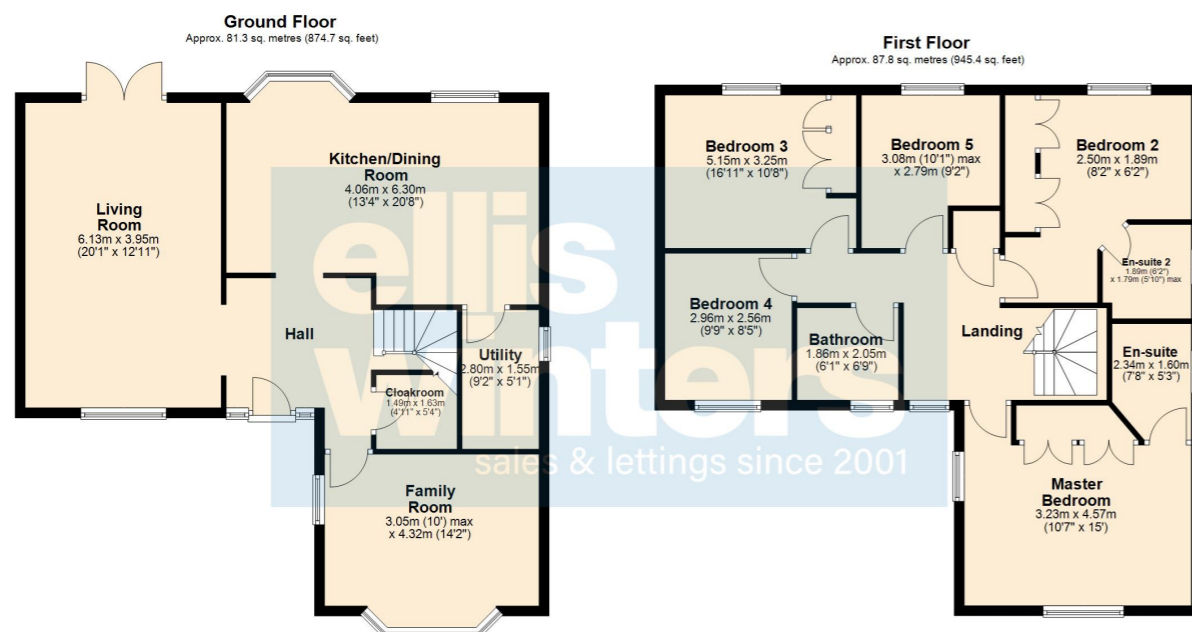 Ground Floor
Approx. 81.3 sq. metres (874.7 sq. feet)
Living
Room
6.13m x 3.95m
(20'1" x 12'11")
Kitchen/Dining
Room
4.06m x 6.30m
(13'4" x 20'8")
Hall
Utility
2.80m x 1.55m
(9'2" x 5'1")
Cloakroom
1.49m x 1.63m
(4'11" x 5'4")
Family
Room
3.05m (10') max
x 4.32m (14'2")
First Floor
Approx. 87.8 sq. metres (945.4 sq. feet)
Bedroom 3
5.15m x 3.25m
(16'11" x 10'8")
Bedroom 5
3.08m (10'1") max
x 2.79m (9'2")
Bedroom 2
2.50m x 1.89m
(8'2" x 6'2")
En-suite 2
1.89m (6'2")
x 1.79m (5'10") max
Bedroom 4
2.96m x 2.56m
(9'9" x 8'5")
Bathroom
1.86m x 2.05m
(6'1" x 6'9")
Landing
En-suite
2.34m x 1.60m
(7'8" x 5'3")
Master
Bedroom
3.23m x 4.57m
(10'7" x 15')
ellis
winters
sales & lettings since 2001